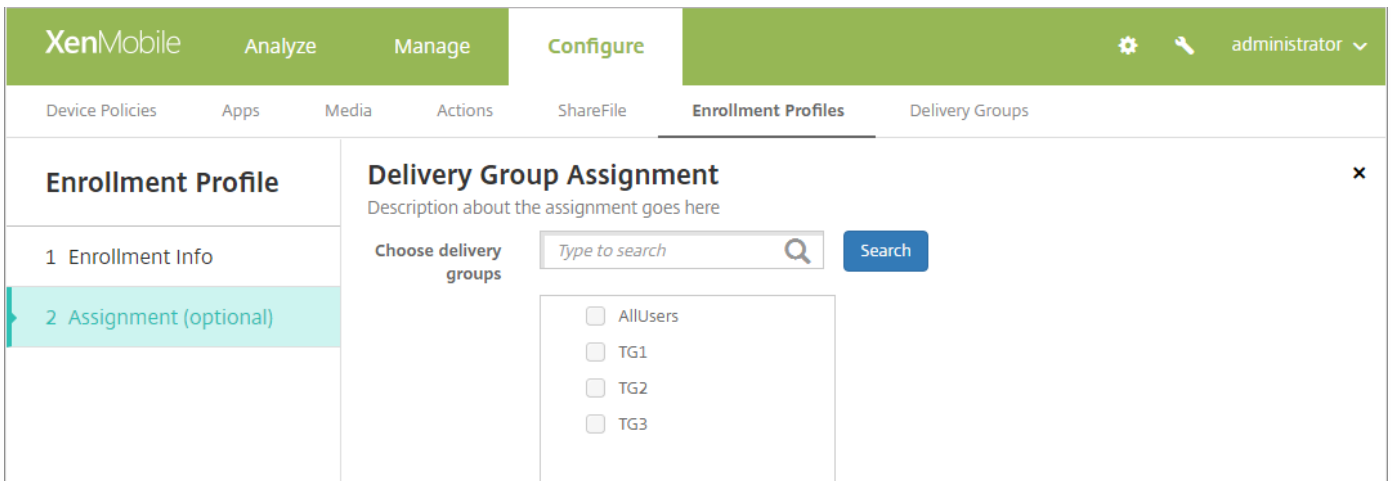 XenMobile Analyze Manage Configure administrator
Device Policies Apps Media Actions ShareFile Enrollment Profiles Delivery Groups
Enrollment Profile
1 Enrollment Info
2 Assignment (optional)
Delivery Group Assignment
Description about the assignment goes here
Choose delivery
groups
Type to search
Search
AllUsers
TG1
TG2
TG3